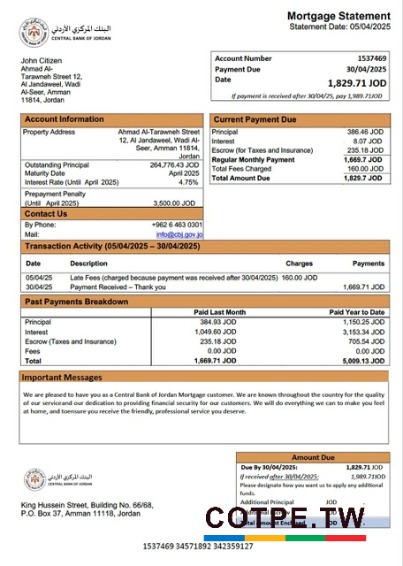 Mortgage Statement
Statement Date: 05/04/2025
البنك المركزي الأردني
CENTRAL BANK OF JORDAN
John Citizen
Ahmad Al-
Tarawneh Street 12,
Al Jandaweel, Wadi
Al-Seer, Amman
11814, Jordan
Account Number 1537469
Payment Due 30/04/2025
Date 1,829.71 JOD
If payment is received after 30/04/25, pay 1,989.71JOD
Account Information
Property Address Ahmad Al-Tarawneh Street
12, Al Jandaweel, Wadi Al-
Seer, Amman 11814,
Jordan
Outstanding Principal 264,776.43 JOD
Maturity Date April 2025
Interest Rate (Until April 2025) 4.75%
Prepayment Penalty
(Until April 2025) 3,500.00 JOD
Contact Us
By Phone: +962 6 463 0301
Mail: info@cbj.gov.jo
Current Payment Due
Principal 386.46 JOD
Interest 8.07 JOD
Escrow (for Taxes and Insurance) 235.18 JOD
Regular Monthly Payment 1,669.7 JOD
Total Fees Charged 160.00 JOD
Total Amount Due 1,829.7 JOD
Transaction Activity (05/04/2025 – 30/04/2025)
Date Description Charges Payments
05/04/25 Late Fees (charged because payment was received after 30/04/2025) 160.00 JOD
30/04/25 Payment Received – Thank you 1,669.71 JOD
Past Payments Breakdown
Paid Last Month Paid Year to Date
Principal 384.93 JOD 1,150.25 JOD
Interest 1,049.60 JOD 3,153.34 JOD
Escrow (Taxes and Insurance) 235.18 JOD 705.54 JOD
Fees 0.00 JOD 0.00 JOD
Total 1,669.71 JOD 5,009.13 JOD
Important Messages
We are pleased to have you as a Central Bank of Jordan Mortgage customer. We are known throughout the country for the quality
of our serviceand our dedication to providing financial security for our customers. We will do everything we can to make you feel
at home, and toensure you receive the friendly, professional service you deserve.
البنك المركزي الأردني
CENTRAL BANK OF JORDAN
King Hussein Street, Building No. 66/68,
P.O. Box 37, Amman 11118, Jordan
Amount Due
Due By 30/04/2025: 1,829.71 JOD
If received after 30/04/2025: 1,989.71JOD
Please designate how you want us to apply any additional
funds.
Additional Principal JOD
Total Amount Enclosed
COTPE.TW
1537469 34571892 342359127